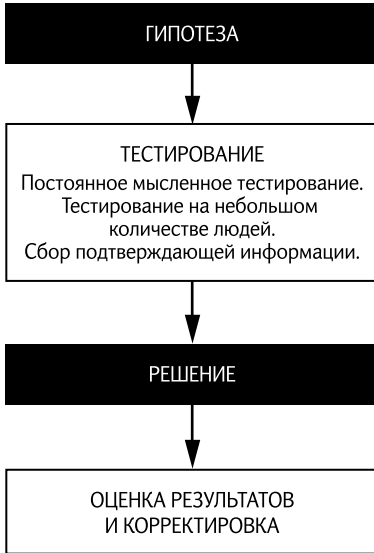 ГИПОТЕЗА
ТЕСТИРОВАНИЕ
Постоянное мысленное тестирование.
Тестирование на небольшом
количестве людей.
Сбор подтверждающей информации.
РЕШЕНИЕ
ОЦЕНКА РЕЗУЛЬТАТОВ
И КОРРЕКТИРОВКА